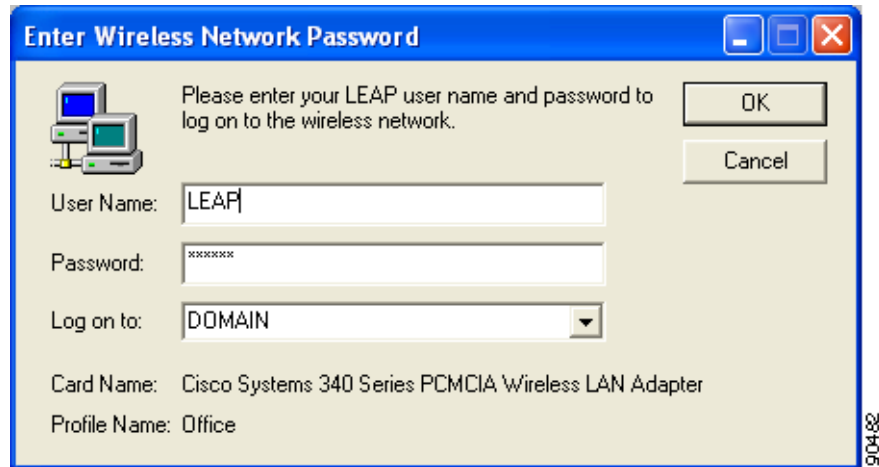 Enter Wireless Network Password
Please enter your LEAP user name and password to
log on to the wireless network.
OK
Cancel
User Name: LEAP
Password: ******
Log on to: DOMAIN
Card Name: Cisco Systems 340 Series PCMCIA Wireless LAN Adapter
Profile Name: Office
90482